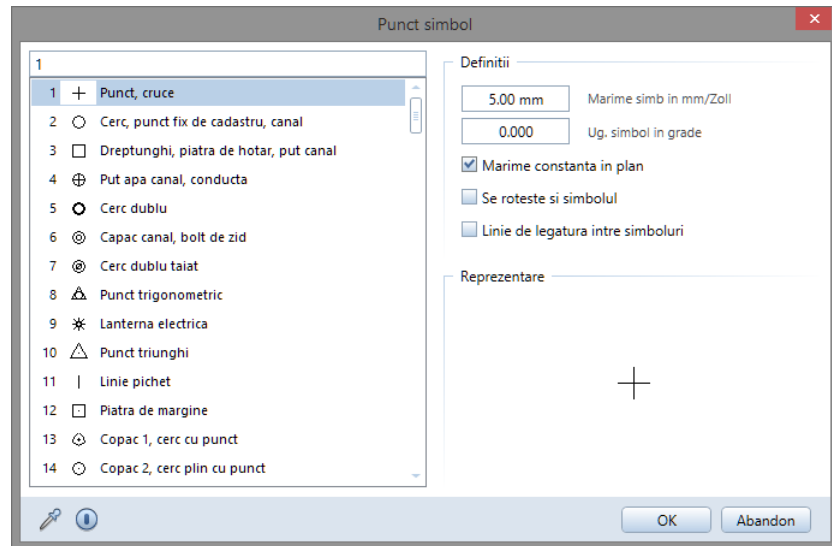 Punct simbol
1
1 Punct, cruce
2 Cerc, punct fix de cadastru, canal
3 Dreptunghi, piatra de hotar, put canal
4 Put apa canal, conducta
5 Cerc dublu
6 Capac canal, bolt de zid
7 Cerc dublu taiat
8 Punct trigonometric
9 Lanterna electrica
10 Punct triunghi
11 Linie pichet
12 Piatra de margine
13 Copac 1, cerc cu punct
14 Copac 2, cerc plin cu punct
Definitii
5.00 mm Marime simb in mm/Zoll
0.000 Ug. simbol in grade
Marime constanta in plan
Se roteste si simbolul
Linie de legatura intre simboluri
Reprezentare
OK Abandon